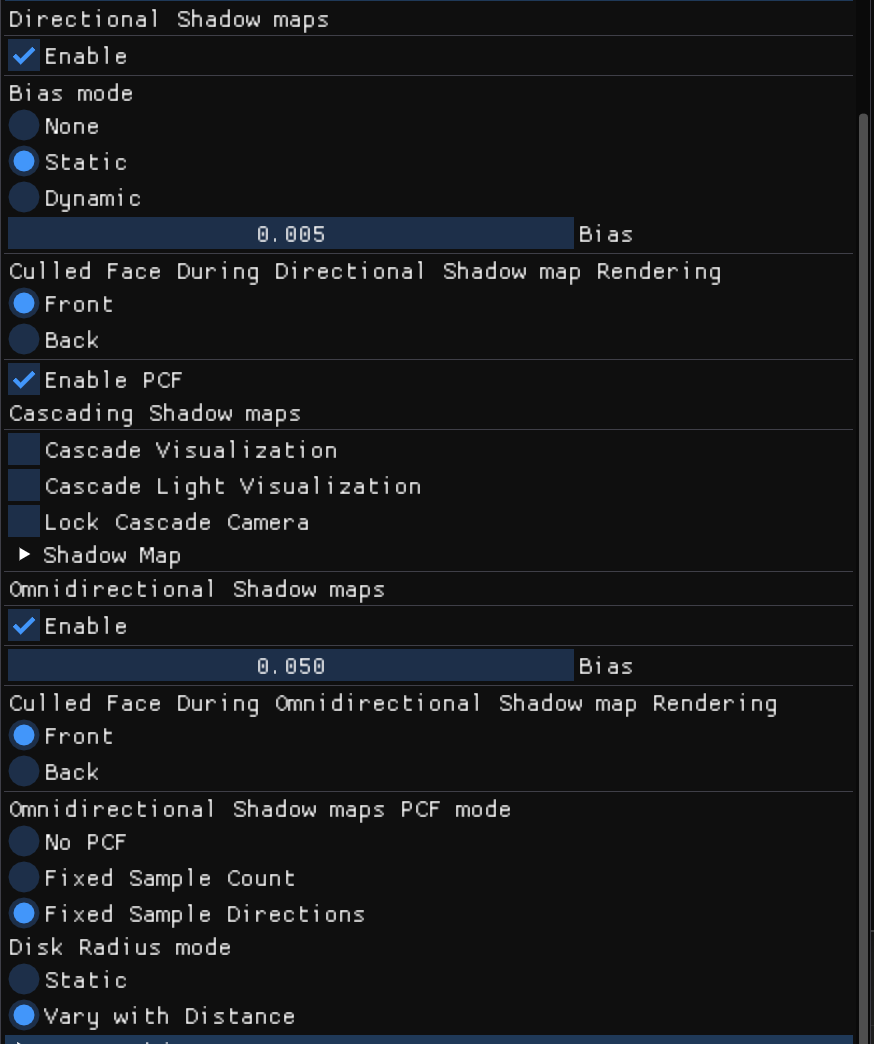 Directional Shadow maps
Enable
Bias mode
None
Static
Dynamic
0.005 Bias
Culled Face During Directional Shadow map Rendering
Front
Back
Enable PCF
Cascading Shadow maps
Cascade Visualization
Cascade Light Visualization
Lock Cascade Camera
Shadow Map
Omnidirectional Shadow maps
Enable
0.050 Bias
Culled Face During Omnidirectional Shadow map Rendering
Front
Back
Omnidirectional Shadow maps PCF mode
No PCF
Fixed Sample Count
Fixed Sample Directions
Disk Radius mode
Static
Vary with Distance